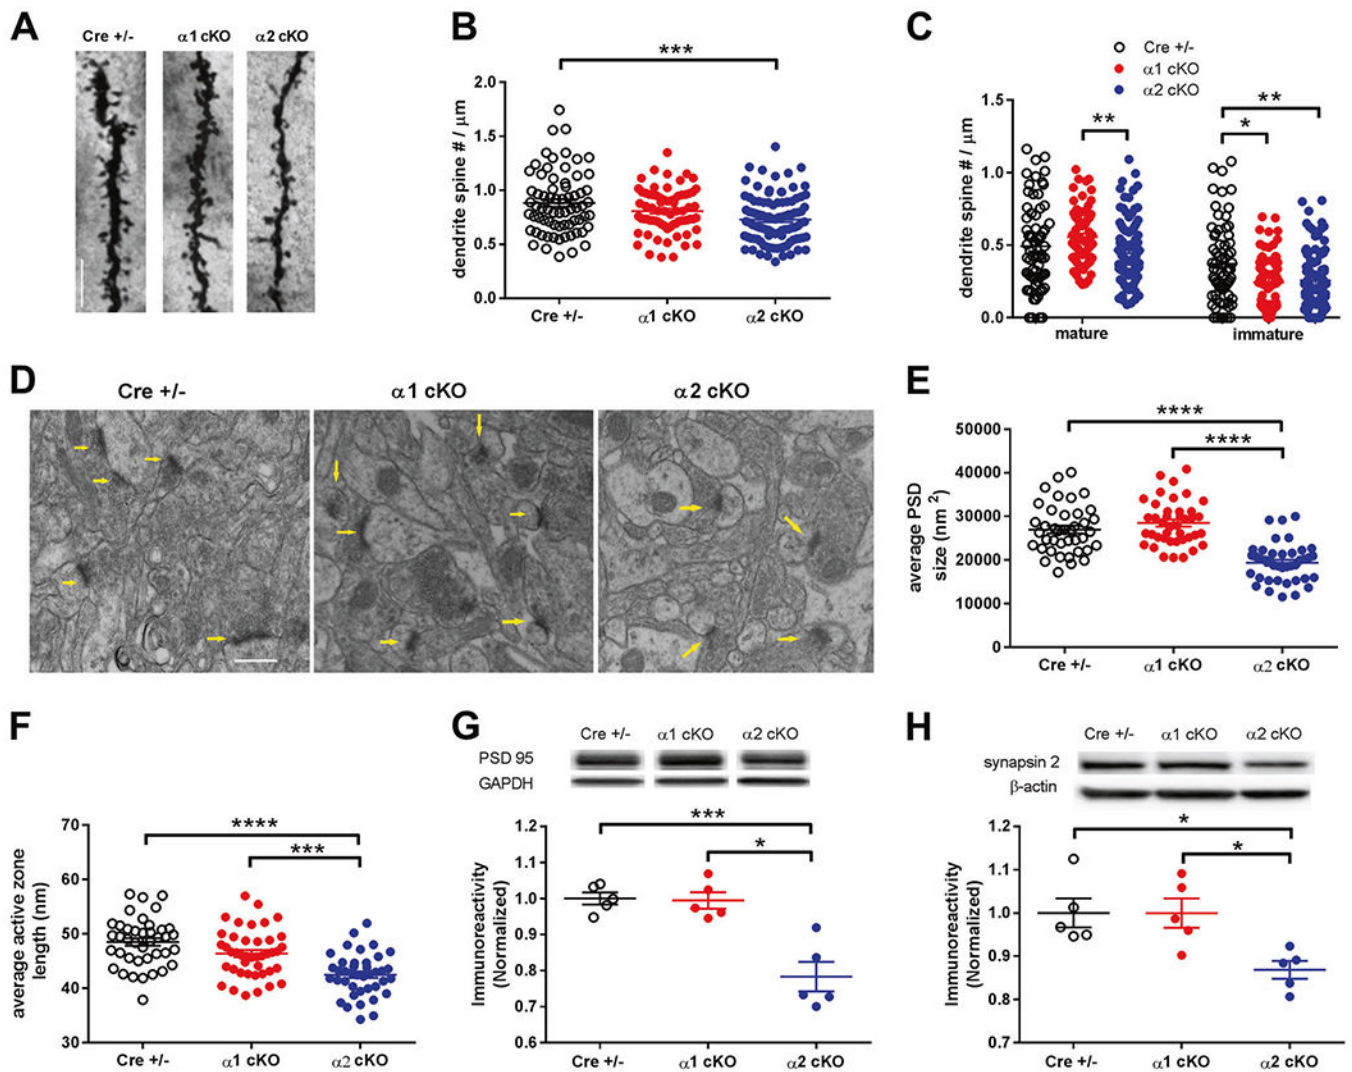 A
Cre +/-
α1 cKO
α2 cKO
B
***
dendrite spine # / μm
2.0
1.5
1.0
0.5
0.0
Cre +/-
α1 cKO
α2 cKO
C
Cre +/-
α1 cKO
α2 cKO
dendrite spine # / μm
1.5
1.0
0.5
0.0
**
*
**
mature
immature
D
Cre +/-
α1 cKO
α2 cKO
E
average PSD
size (nm 2)
50000
40000
30000
20000
10000
0
****
****
Cre +/-
α1 cKO
α2 cKO
F
average active zone
length (nm)
70
60
50
40
30
****
***
Cre +/-
α1 cKO
α2 cKO
G
Cre +/-
α1 cKO
α2 cKO
PSD 95
GAPDH
Immunoreactivity
(Normalized)
1.2
1.0
0.8
0.6
***
*
Cre +/-
α1 cKO
α2 cKO
H
Cre +/-
α1 cKO
α2 cKO
synapsin 2
β-actin
Immunoreactivity
(Normalized)
1.2
1.1
1.0
0.9
0.8
0.7
*
*
Cre +/-
α1 cKO
α2 cKO